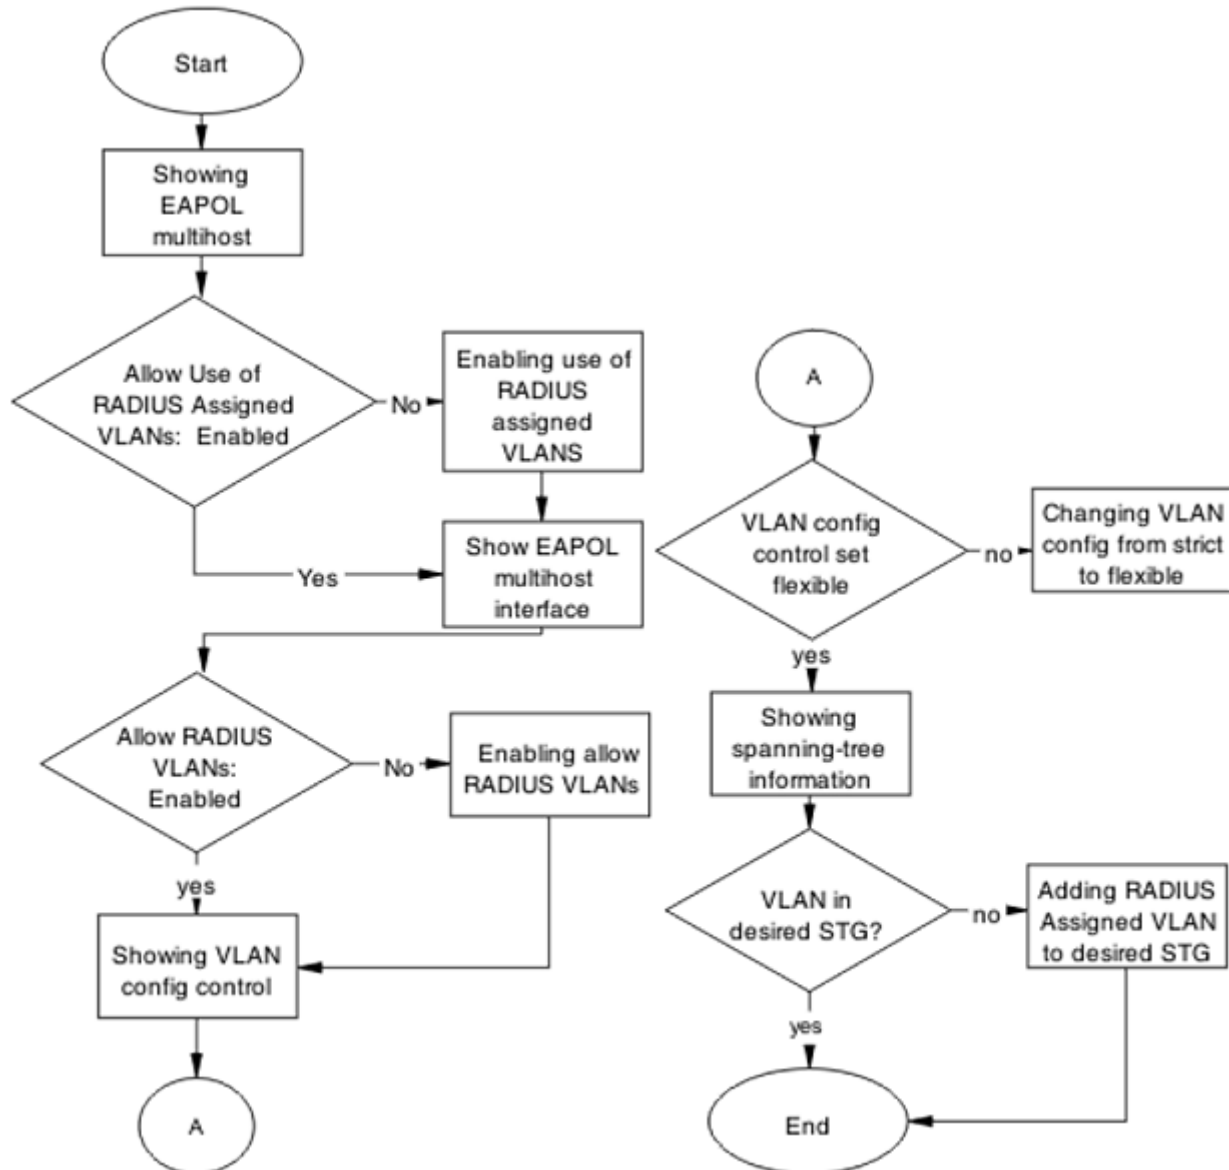 Start
Showing
EAPOL
multihost
Allow Use of
RADIUS Assigned
VLANs: Enabled
No
Enabling use of
RADIUS
assigned
VLANS
Yes
Show EAPOL
multihost
interface
Allow RADIUS
VLANs:
Enabled
No
Enabling allow
RADIUS VLANs
yes
Showing VLAN
config control
A
A
VLAN config
control set
flexible
no
Changing VLAN
config from strict
to flexible
yes
Showing
spanning-tree
information
VLAN in
desired STG?
no
Adding RADIUS
Assigned VLAN
to desired STG
yes
End